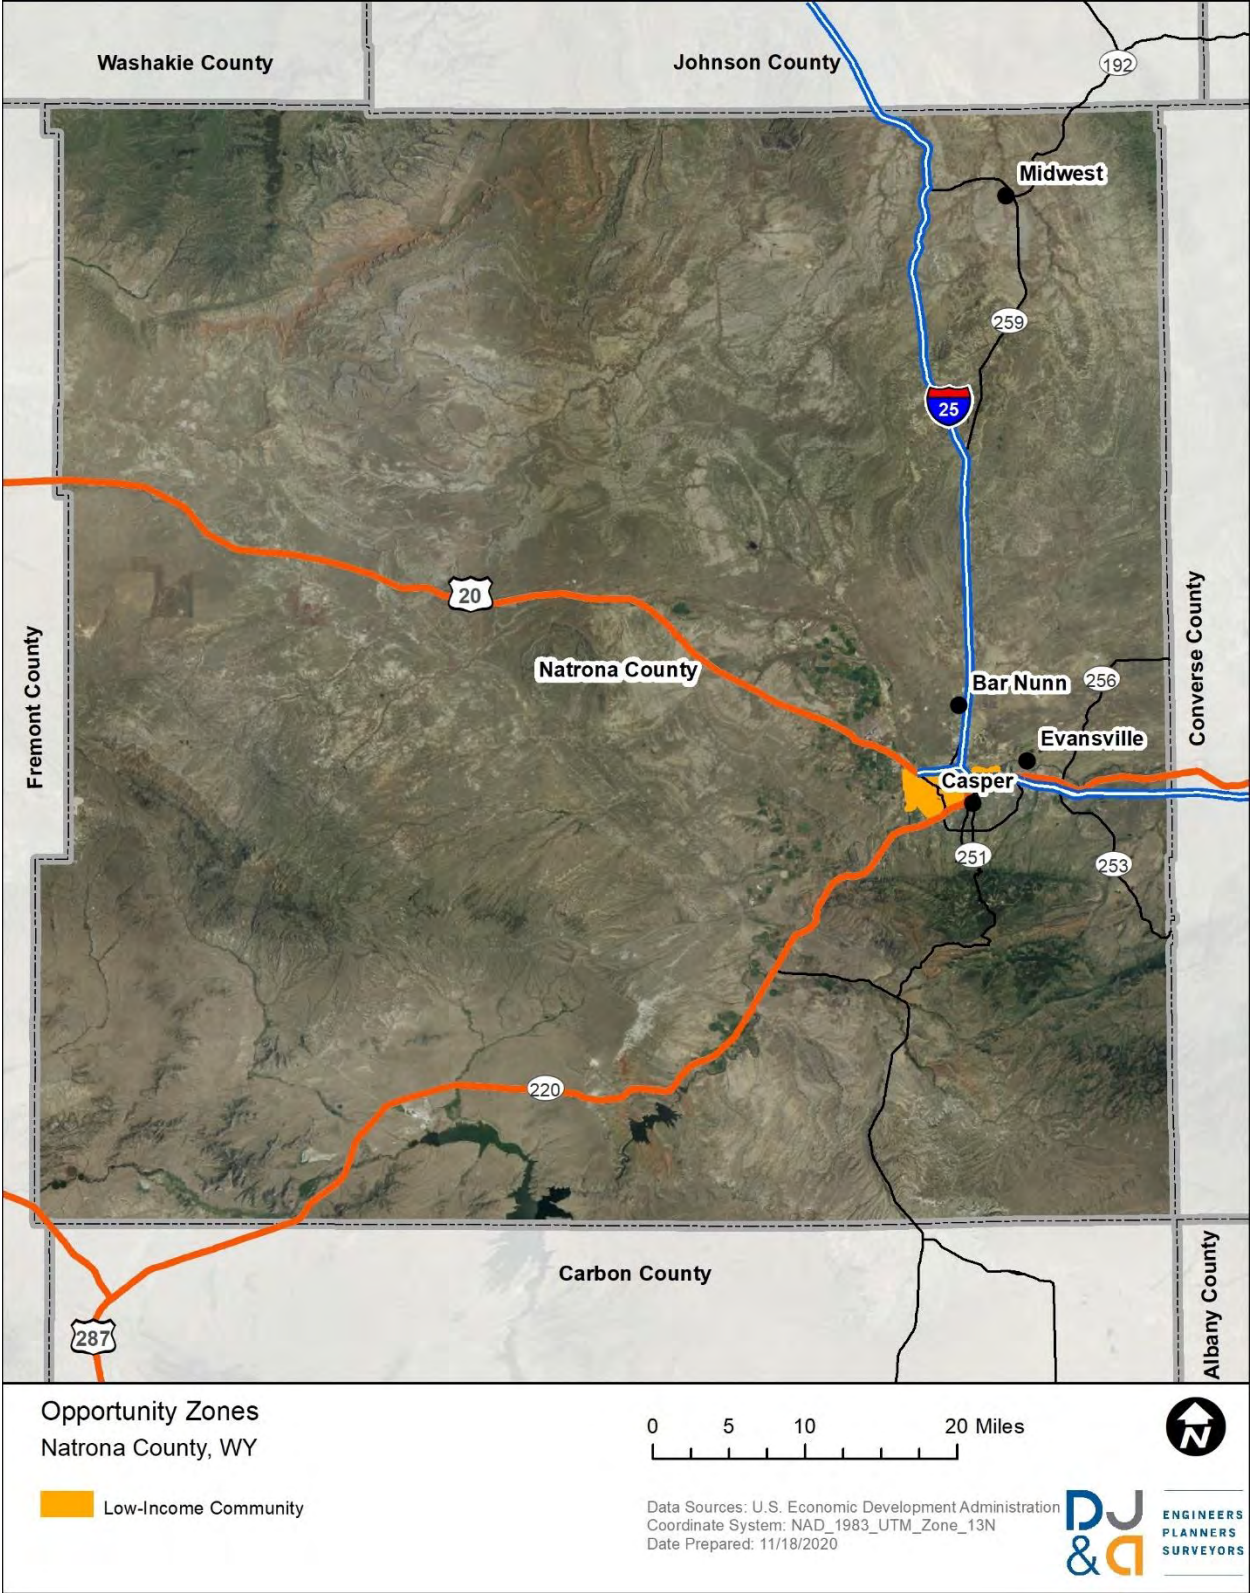 Washakie County
Johnson County
192
Midwest
259
25
20
Natrona County
Fremont County
Converse County
Bar Nunn
256
Evansville
Casper
251
253
220
Carbon County
Albany County
287
Opportunity Zones
Natrona County, WY
Low-Income Community
0 5 10 20 Miles
N
Data Sources: U.S. Economic Development Administration
Coordinate System: NAD_1983_UTM_Zone_13N
Date Prepared: 11/18/2020
DJ
&a
ENGINEERS
PLANNERS
SURVEYORS